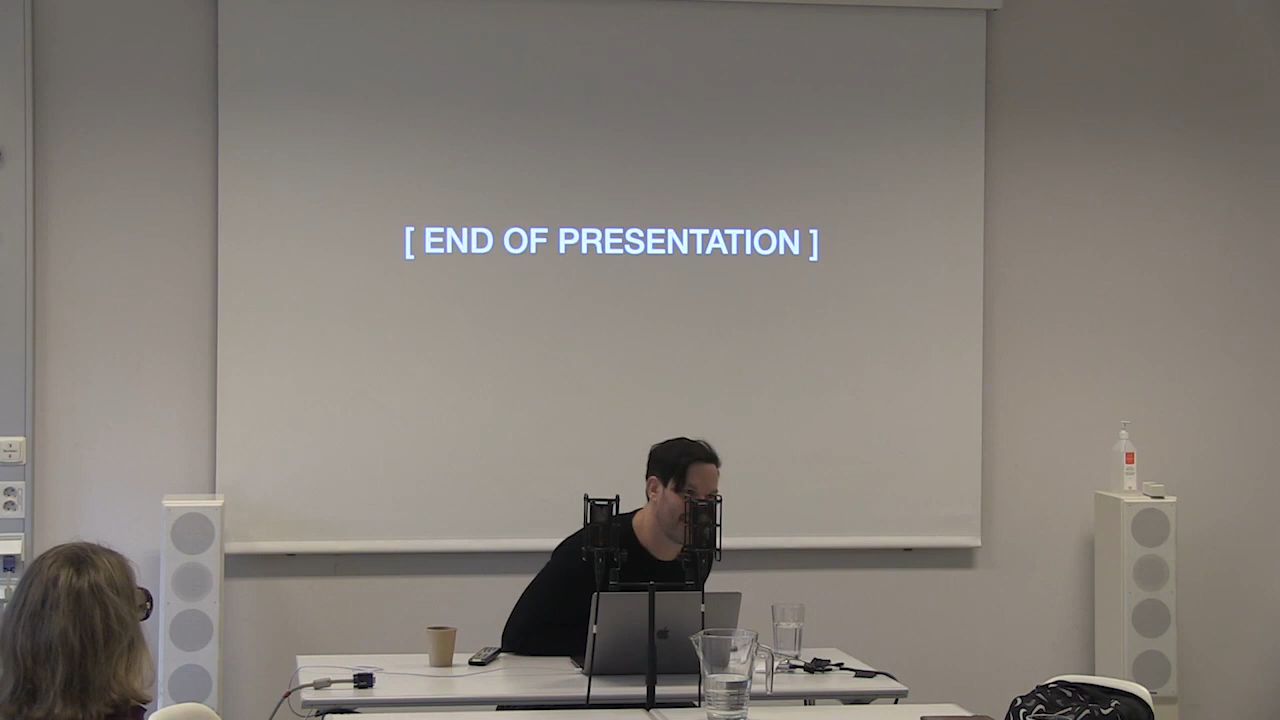 [ END OF PRESENTATION ]